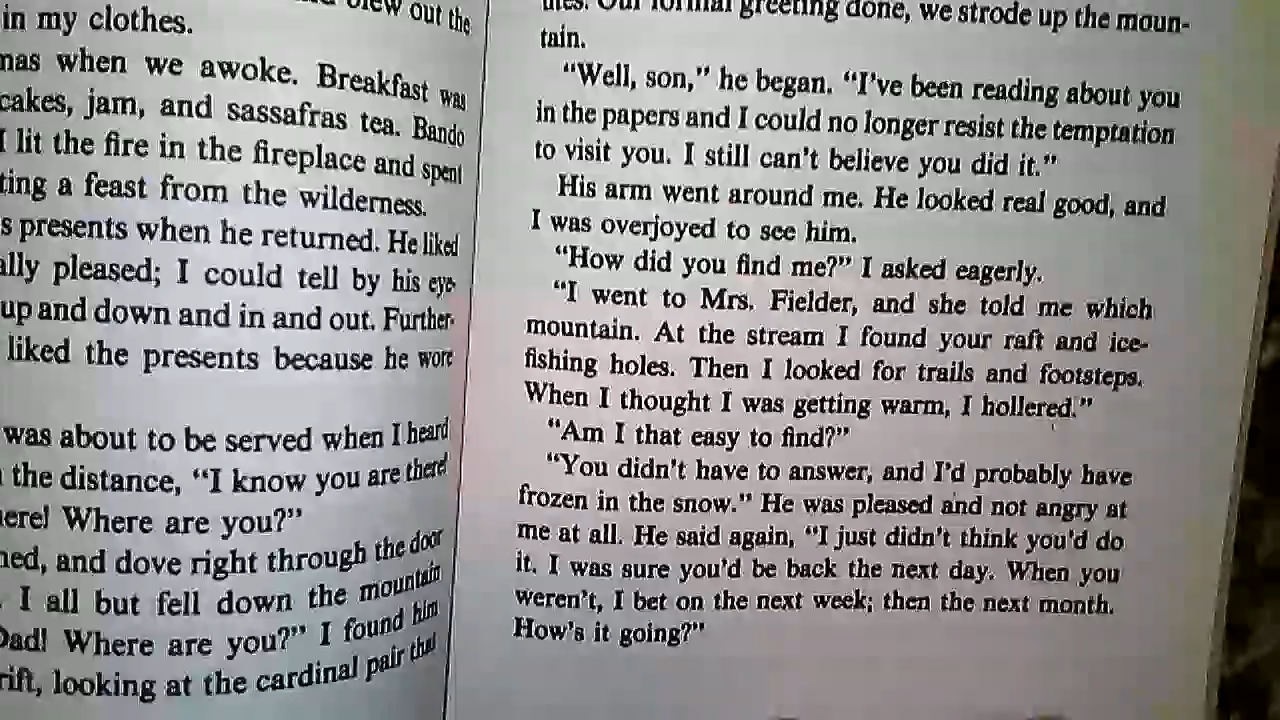 blew out the
in my clothes.
when we awoke. Breakfast was
cakes, jam, and sassafras tea. Bando
I lit the fire in the fireplace and spent
a feast from the wilderness.
presents when he returned. He liked
pleased; I could tell by his eye-
up and down and in and out. Further-
liked the presents because he wore
was about to be served when I heard
the distance, "I know you are there!
Where are you?"
and dove right through the door
I all but fell down the mountain
Dad! Where are you?" I found him
looking at the cardinal pair that
Our formal greeting done, we strode up the moun-
tain.
"Well, son," he began. "I've been reading about you
in the papers and I could no longer resist the temptation
to visit you. I still can't believe you did it."
His arm went around me. He looked real good, and
I was overjoyed to see him.
"How did you find me?" I asked eagerly.
"I went to Mrs. Fielder, and she told me which
mountain. At the stream I found your raft and ice-
fishing holes. Then I looked for trails and footsteps.
When I thought I was getting warm, I hollered."
"Am I that easy to find?"
"You didn't have to answer, and I'd probably have
frozen in the snow." He was pleased and not angry at
me at all. He said again, "I just didn't think you'd do
it. I was sure you'd be back the next day. When you
weren't, I bet on the next week; then the next month.
How's it going?"